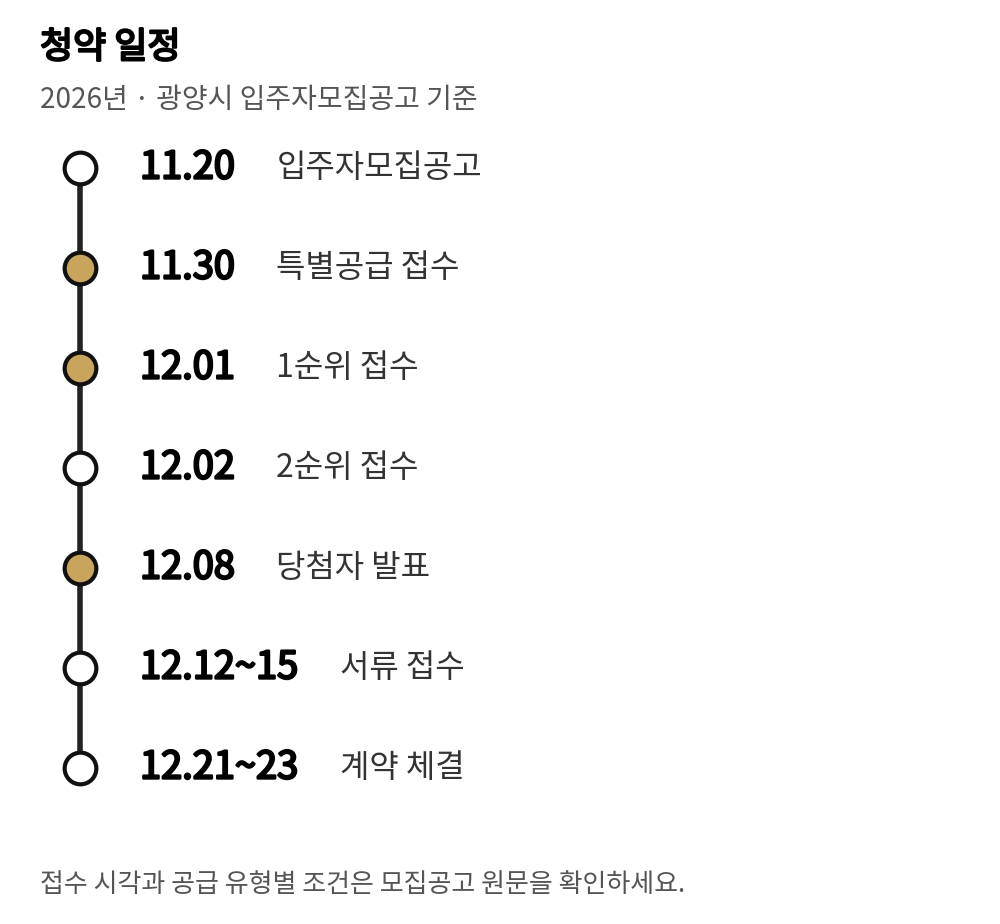 청약 일정
2026년 · 광양시 입주자모집공고 기준
11.20 입주자모집공고
11.30 특별공급 접수
12.01 1순위 접수
12.02 2순위 접수
12.08 당첨자 발표
12.12~15 서류 접수
12.21~23 계약 체결
접수 시각과 공급 유형별 조건은 모집공고 원문을 확인하세요.